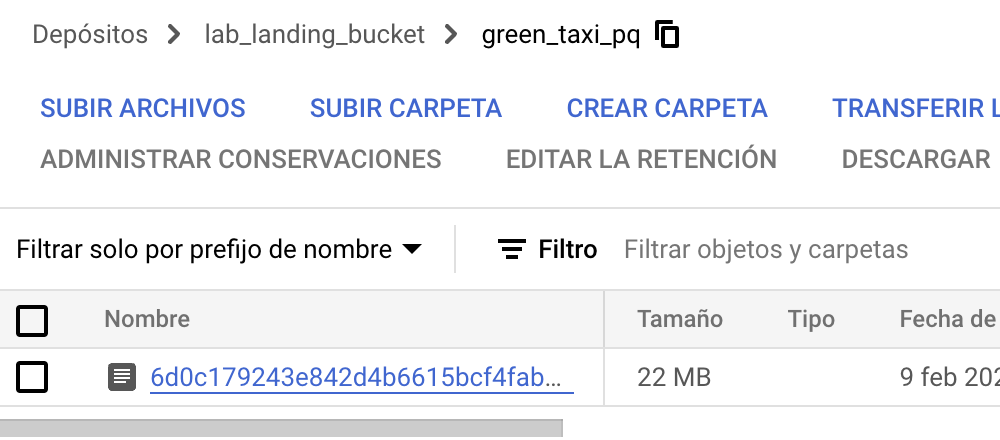 Depósitos > lab_landing_bucket > green_taxi_pq
SUBIR ARCHIVOS SUBIR CARPETA CREAR CARPETA TRANSFERIR L
ADMINISTRAR CONSERVACIONES EDITAR LA RETENCIÓN DESCARGAR
Filtrar solo por prefijo de nombre Filtro Filtrar objetos y carpetas
Nombre Tamaño Tipo Fecha de
6d0c179243e842d4b6615bcf4fab... 22 MB 9 feb 202